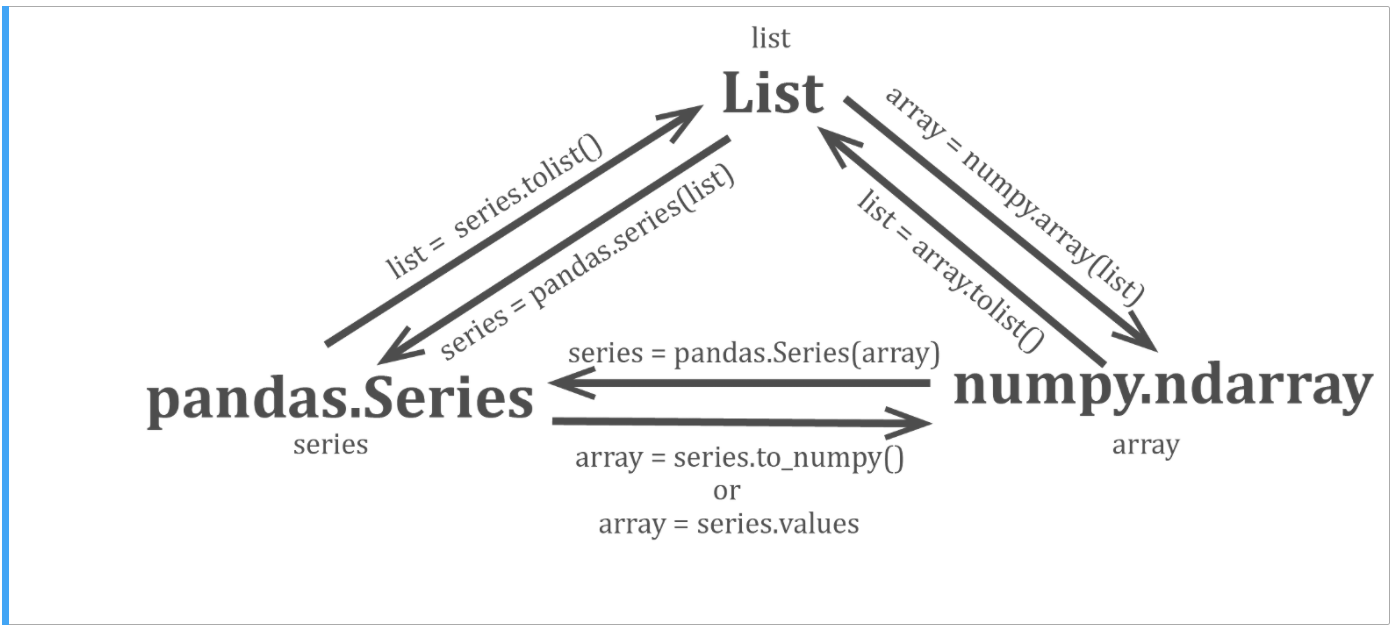 list
List
list =  series.tolist()
series = pandas.series(list)
array = numpy.array(list)
list = array.tolist()
series = pandas.Series(array)
pandas.Series
numpy.ndarray
series
array
array = series.to_numpy()
or
array = series.values